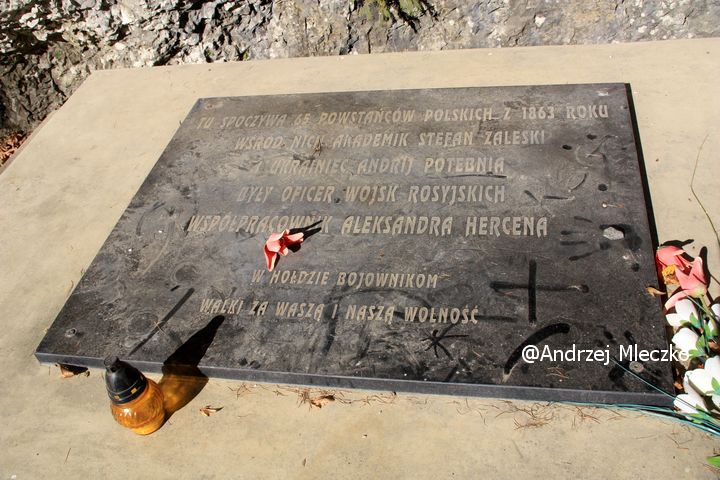 TU SPOCZYWA 65 POWSTAŃCÓW POLSKICH Z 1863 ROKU
WŚRÓD NICH AKADEMIK STEFAN ZALESKI
I UKRAINIEC ANDRIJ POTEBNIA
BYŁY OFICER WOJSK ROSYJSKICH
WSPÓŁPRACOWNIK ALEKSANDRA HERCENA
W HOŁDZIE BOJOWNIKOM
WALKI ZA WASZĄ I NASZĄ WOLNOŚĆ
@Andrzej Mleczko